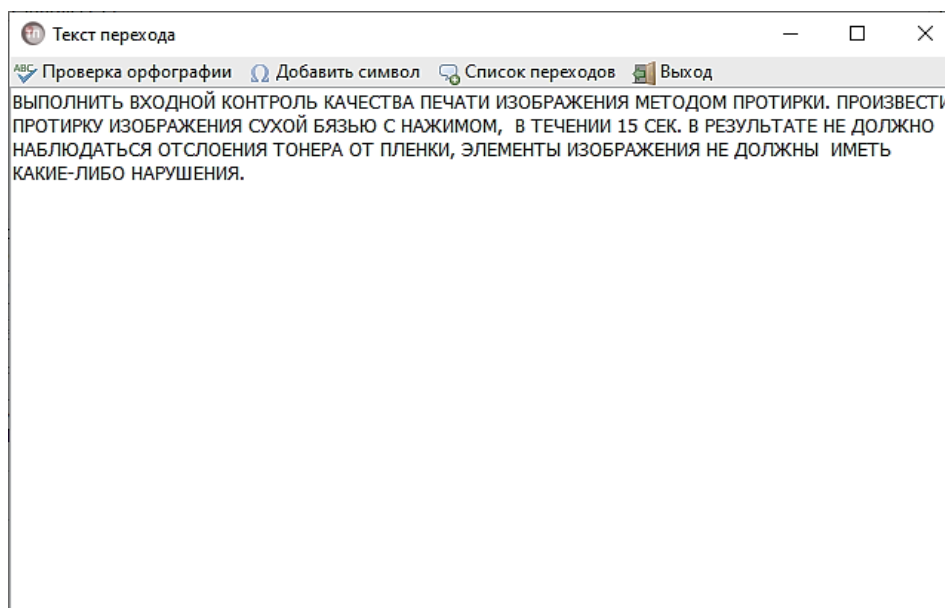 ТП Текст перехода
ABC Проверка орфографии Ω Добавить символ Список переходов Выход
ВЫПОЛНИТЬ ВХОДНОЙ КОНТРОЛЬ КАЧЕСТВА ПЕЧАТИ ИЗОБРАЖЕНИЯ МЕТОДОМ ПРОТИРКИ. ПРОИЗВЕСТИ
ПРОТИРКУ ИЗОБРАЖЕНИЯ СУХОЙ БЯЗЬЮ С НАЖИМОМ,  В ТЕЧЕНИИ 15 СЕК. В РЕЗУЛЬТАТЕ НЕ ДОЛЖНО
НАБЛЮДАТЬСЯ ОТСЛОЕНИЯ ТОНЕРА ОТ ПЛЕНКИ, ЭЛЕМЕНТЫ ИЗОБРАЖЕНИЯ НЕ ДОЛЖНЫ  ИМЕТЬ
КАКИЕ-ЛИБО НАРУШЕНИЯ.